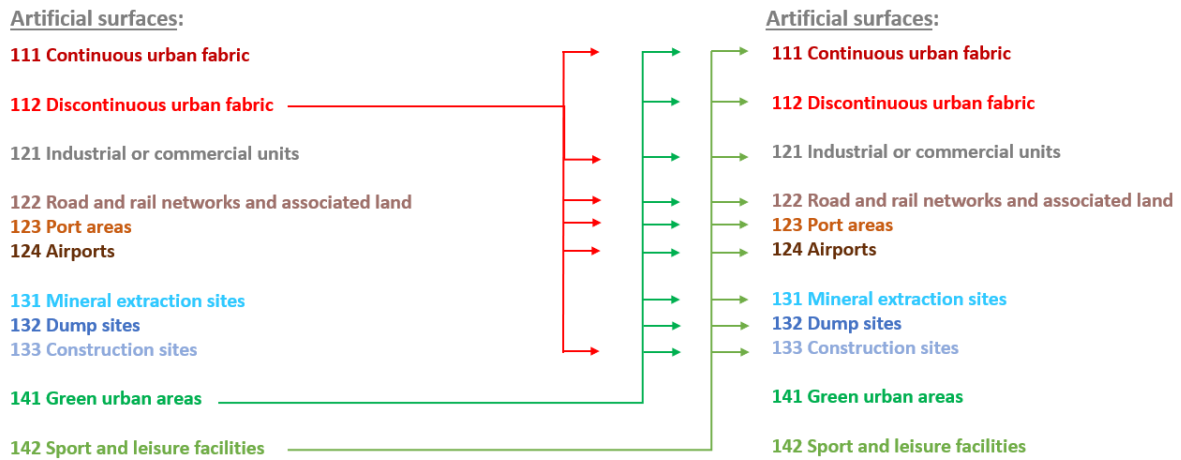 Artificial surfaces:
111 Continuous urban fabric
112 Discontinuous urban fabric
121 Industrial or commercial units
122 Road and rail networks and associated land
123 Port areas
124 Airports
131 Mineral extraction sites
132 Dump sites
133 Construction sites
141 Green urban areas
142 Sport and leisure facilities
Artificial surfaces:
111 Continuous urban fabric
112 Discontinuous urban fabric
121 Industrial or commercial units
122 Road and rail networks and associated land
123 Port areas
124 Airports
131 Mineral extraction sites
132 Dump sites
133 Construction sites
141 Green urban areas
142 Sport and leisure facilities